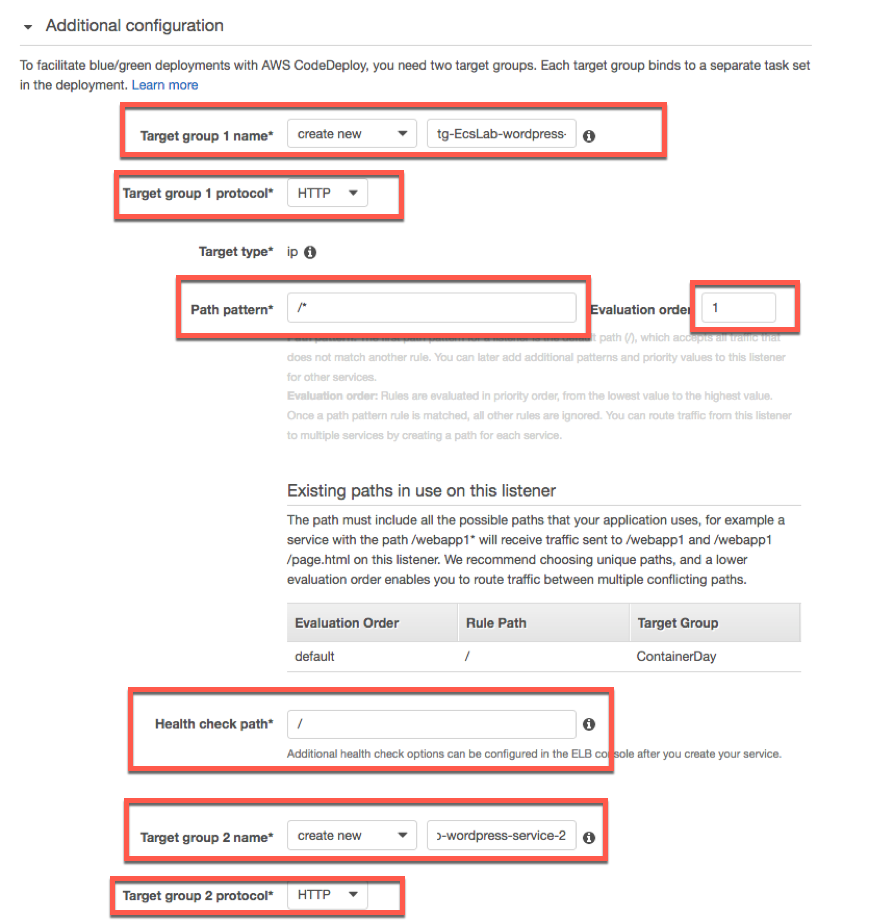 Additional configuration
To facilitate blue/green deployments with AWS CodeDeploy, you need two target groups. Each target group binds to a separate task set
in the deployment. Learn more
Target group 1 name* create new tg-EcsLab-wordpress-
Target group 1 protocol* HTTP
Target type* ip
Path pattern* /* Evaluation order 1
path (/), which accepts all traffic that
does not match another rule. You can later add additional patterns and priority values to this listener
for other services.
Evaluation order: Rules are evaluated in priority order, from the lowest value to the highest value.
Once a path pattern rule is matched, all other rules are ignored. You can route traffic from this listener
to multiple services by creating a path for each service.
Existing paths in use on this listener
The path must include all the possible paths that your application uses, for example a
service with the path /webapp1* will receive traffic sent to /webapp1 and /webapp1
/page.html on this listener. We recommend choosing unique paths, and a lower
evaluation order enables you to route traffic between multiple conflicting paths.
Evaluation Order Rule Path Target Group
default / ContainerDay
Health check path* /
Additional health check options can be configured in the ELB console after you create your service.
Target group 2 name* create new -wordpress-service-2
Target group 2 protocol* HTTP